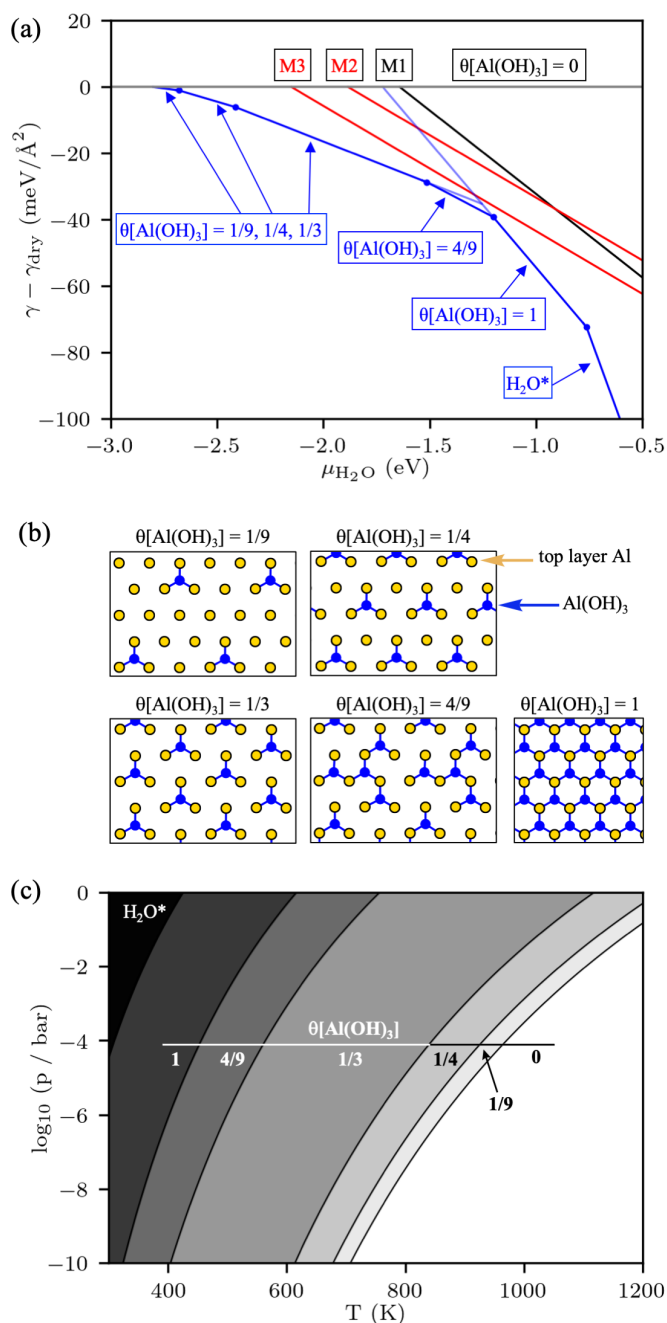 (a)
20
0
−20
−40
−60
−80
−100
γ − γdry (meV/Å²)
M3
M2
M1
θ[Al(OH)₃] = 0
θ[Al(OH)₃] = 1/9, 1/4, 1/3
θ[Al(OH)₃] = 4/9
θ[Al(OH)₃] = 1
H₂O*
−3.0
−2.5
−2.0
−1.5
−1.0
−0.5
μH₂O (eV)
(b)
θ[Al(OH)₃] = 1/9
θ[Al(OH)₃] = 1/4
top layer Al
Al(OH)₃
θ[Al(OH)₃] = 1/3
θ[Al(OH)₃] = 4/9
θ[Al(OH)₃] = 1
(c)
0
−2
−4
−6
−8
−10
log₁₀ (p / bar)
H₂O*
θ[Al(OH)₃]
1
4/9
1/3
1/4
0
1/9
400
600
800
1000
1200
T (K)